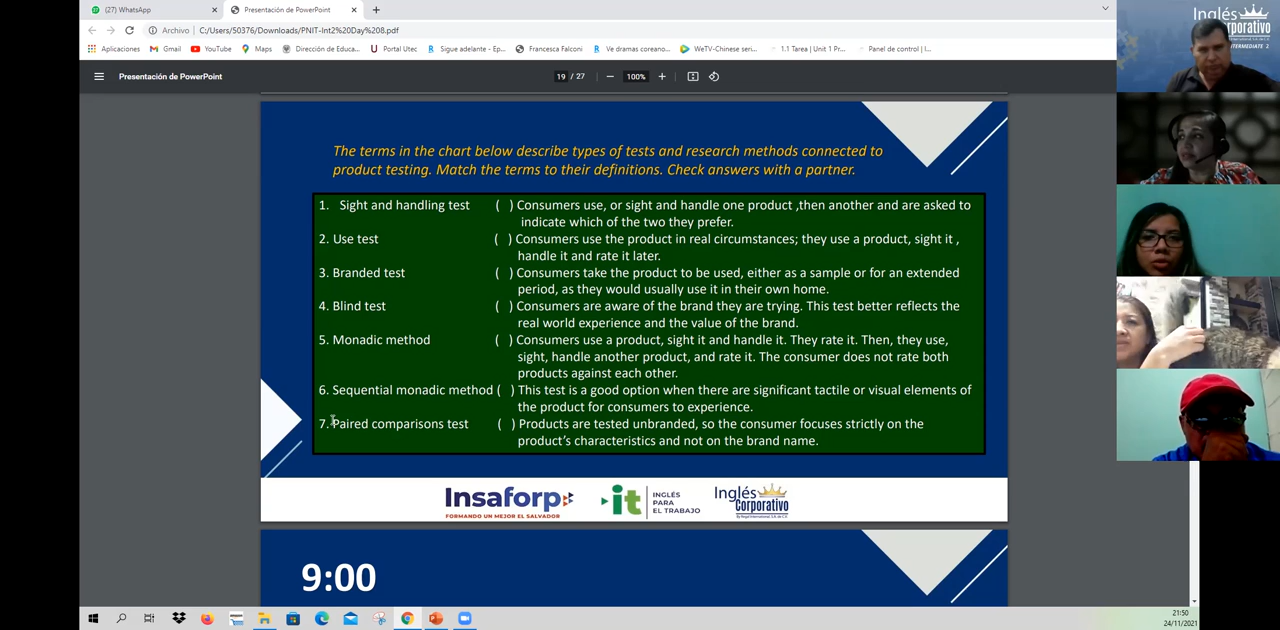 (27) WhatsApp
Presentación de PowerPoint
Archivo | C:/Users/50376/Downloads/PNIT-Int2%20Day%208.pdf
Aplicaciones
Gmail
YouTube
Maps
Dirección de Educa...
Portal Utec
Sigue adelante - Ep...
Francesca Falconi
Ve dramas coreano...
WeTV-Chinese seri...
1.1 Tarea | Unit 1 Pr...
Panel de control | I...
Presentación de PowerPoint
19 / 27
100%
The terms in the chart below describe types of tests and research methods connected to
product testing. Match the terms to their definitions. Check answers with a partner.
1. Sight and handling test ( ) Consumers use, or sight and handle one product ,then another and are asked to
indicate which of the two they prefer.
2. Use test ( ) Consumers use the product in real circumstances; they use a product, sight it ,
handle it and rate it later.
3. Branded test ( ) Consumers take the product to be used, either as a sample or for an extended
period, as they would usually use it in their own home.
4. Blind test ( ) Consumers are aware of the brand they are trying. This test better reflects the
real world experience and the value of the brand.
5. Monadic method ( ) Consumers use a product, sight it and handle it. They rate it. Then, they use,
sight, handle another product, and rate it. The consumer does not rate both
products against each other.
6. Sequential monadic method ( ) This test is a good option when there are significant tactile or visual elements of
the product for consumers to experience.
7. Paired comparisons test ( ) Products are tested unbranded, so the consumer focuses strictly on the
product's characteristics and not on the brand name.
Insaforp
FORMANDO UN MEJOR EL SALVADOR
it
INGLÉS
PARA
EL TRABAJO
Inglés
Corporativo
9:00
Inglés
INTERMEDIATE 2
21:50
24/11/2021